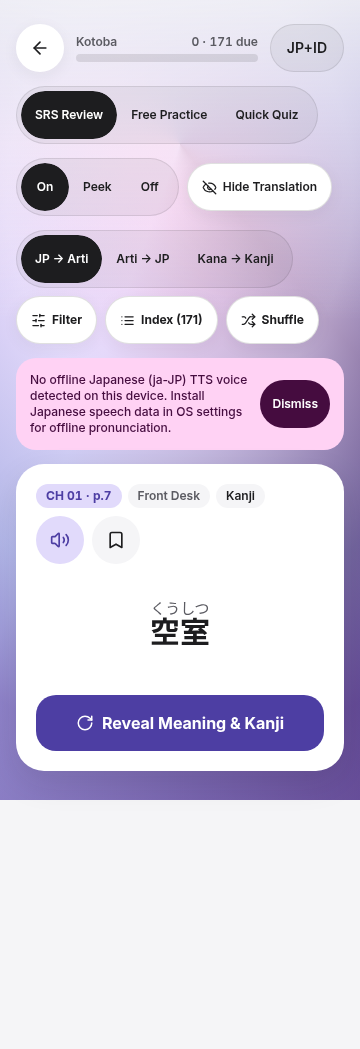 Kotoba 0 · 171 due JP+ID
SRS Review Free Practice Quick Quiz
On Peek Off Hide Translation
JP → Arti Arti → JP Kana → Kanji
Filter Index (171) Shuffle
No offline Japanese (ja-JP) TTS voice
detected on this device. Install
Japanese speech data in OS settings
for offline pronunciation.
Dismiss
CH 01 · p.7 Front Desk Kanji
くうしつ
空室
Reveal Meaning & Kanji